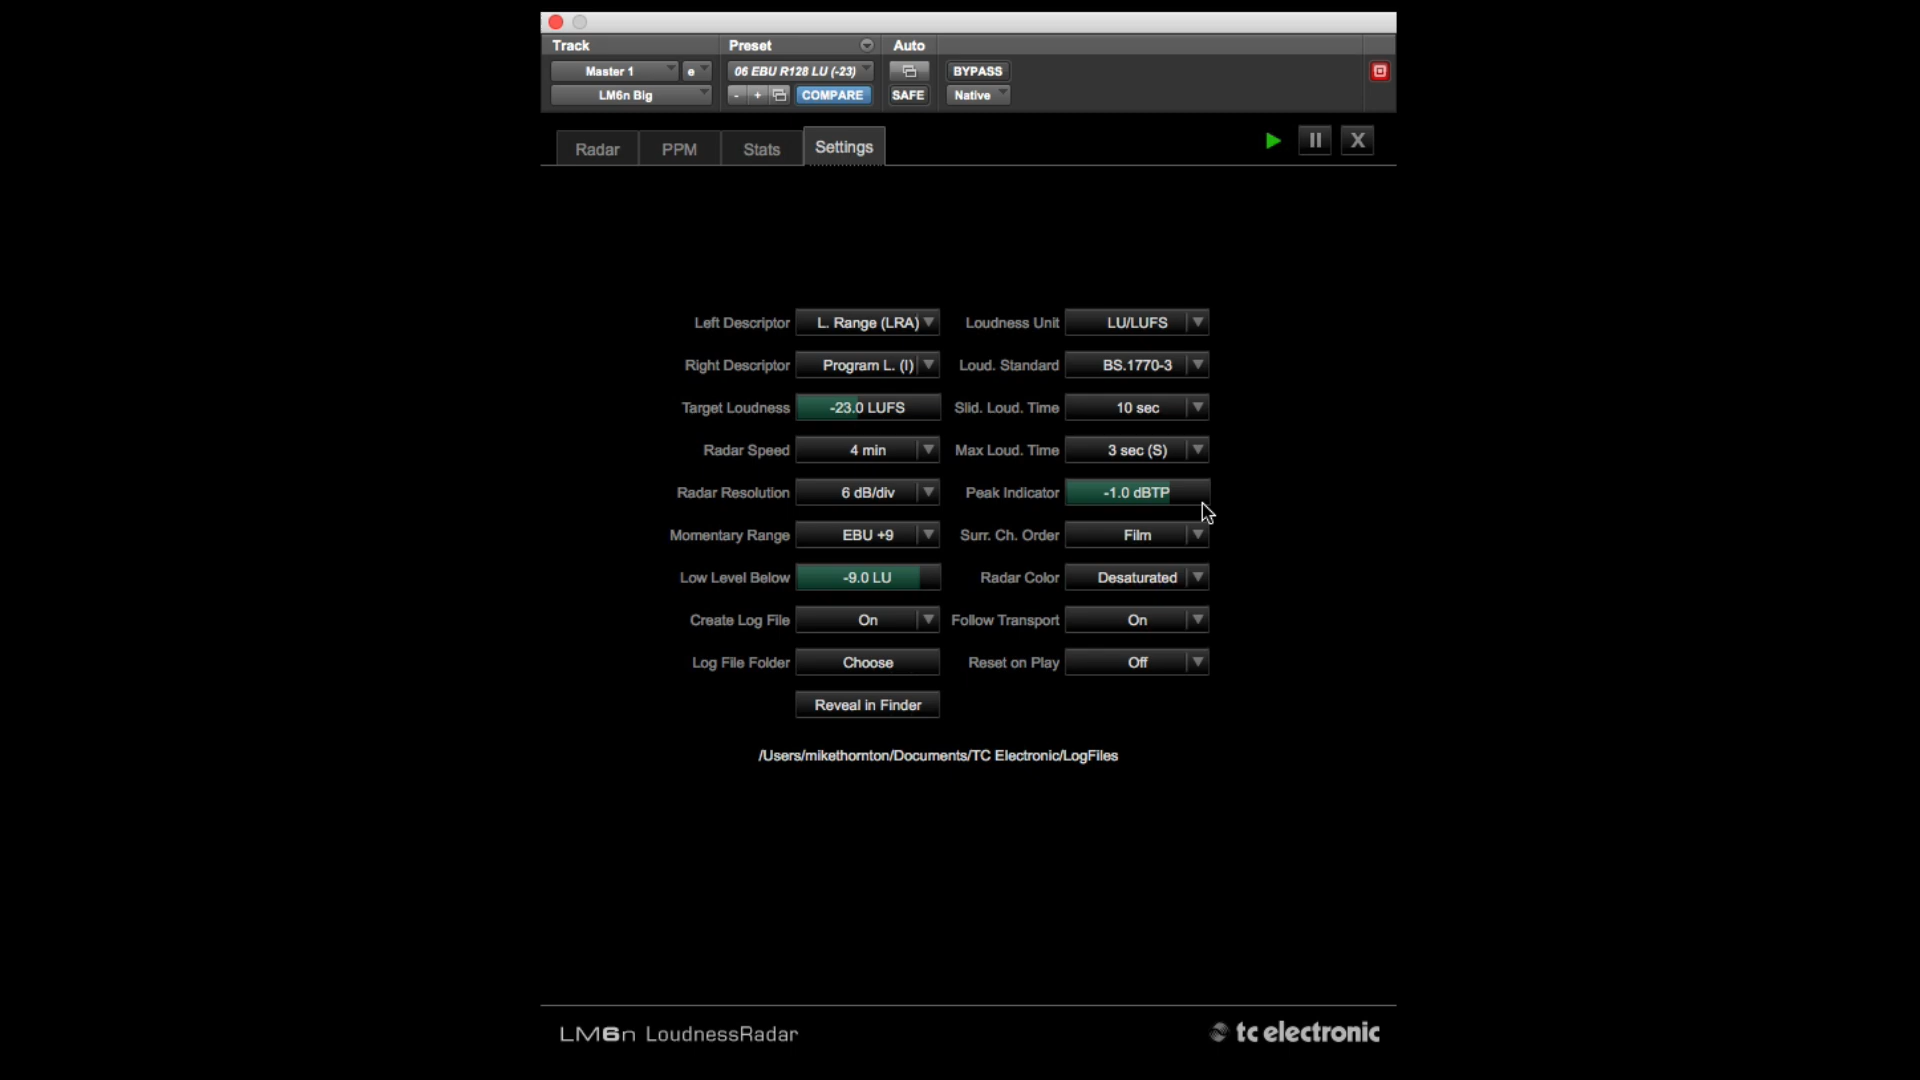 Track
Preset
Auto
Master 1
e
06 EBU R128 LU (-23)
BYPASS
LM6n Big
- +
COMPARE
SAFE
Native
Radar
PPM
Stats
Settings
X
Left Descriptor L. Range (LRA) Loudness Unit LU/LUFS
Right Descriptor Program L. (I) Loud. Standard BS.1770-3
Target Loudness -23.0 LUFS Slid. Loud. Time 10 sec
Radar Speed 4 min Max Loud. Time 3 sec (S)
Radar Resolution 6 dB/div Peak Indicator -1.0 dBTP
Momentary Range EBU +9 Surr. Ch. Order Film
Low Level Below -9.0 LU Radar Color Desaturated
Create Log File On Follow Transport On
Log File Folder Choose Reset on Play Off
Reveal in Finder
/Users/mikethornton/Documents/TC Electronic/LogFiles
LM6n LoudnessRadar
tc electronic